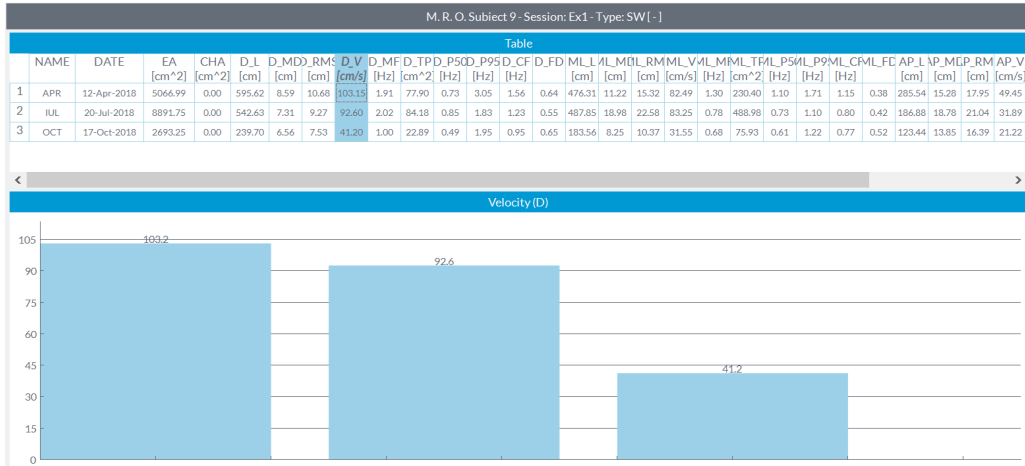 M. R. O. Subiect 9 - Session: Ex1 - Type: SW [ - ]
Table
NAME DATE EA CHA D_L D_MD D_RMS D_V D_MF D_TP D_P50 D_P95 D_CF D_FD ML_L ML_MD ML_RM ML_V ML_M ML_TP ML_P50 ML_P9 ML_CF ML_FD AP_L AP_MD AP_RM AP_V
[cm^2] [cm^2] [cm] [cm] [cm] [cm/s] [Hz] [cm^2] [Hz] [Hz] [Hz] [cm] [cm] [cm] [cm/s] [Hz] [cm^2] [Hz] [Hz] [Hz] [cm] [cm] [cm] [cm/s]
1 APR 12-Apr-2018 5066.99 0.00 595.62 8.59 10.68 103.15 1.91 77.90 0.73 3.05 1.56 0.64 476.31 11.22 15.32 82.49 1.30 230.40 1.10 1.71 1.15 0.38 285.54 15.28 17.95 49.45
2 IUL 20-Jul-2018 8891.75 0.00 542.63 7.31 9.27 92.60 2.02 84.18 0.85 1.83 1.23 0.55 487.85 18.98 22.58 83.25 0.78 488.98 0.73 1.10 0.80 0.42 186.88 18.78 21.04 31.89
3 OCT 17-Oct-2018 2693.25 0.00 239.70 6.56 7.53 41.20 1.00 22.89 0.49 1.95 0.95 0.65 183.56 8.25 10.37 31.55 0.68 75.93 0.61 1.22 0.77 0.52 123.44 13.85 16.39 21.22
Velocity (D)
105
90
75
60
45
30
15
0
103.2
92.6
41.2